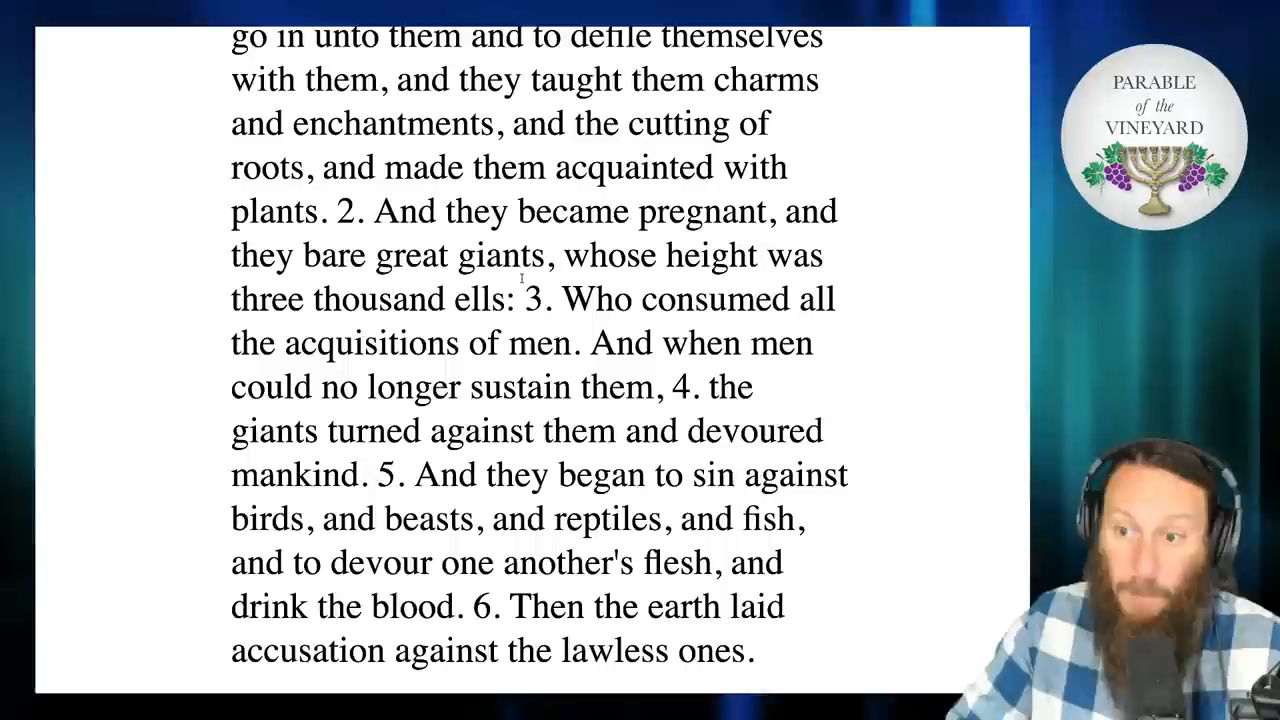 go in unto them and to defile themselves
with them, and they taught them charms
and enchantments, and the cutting of
roots, and made them acquainted with
plants. 2. And they became pregnant, and
they bare great giants, whose height was
three thousand ells: 3. Who consumed all
the acquisitions of men. And when men
could no longer sustain them, 4. the
giants turned against them and devoured
mankind. 5. And they began to sin against
birds, and beasts, and reptiles, and fish,
and to devour one another's flesh, and
drink the blood. 6. Then the earth laid
accusation against the lawless ones.
PARABLE
of the
VINEYARD